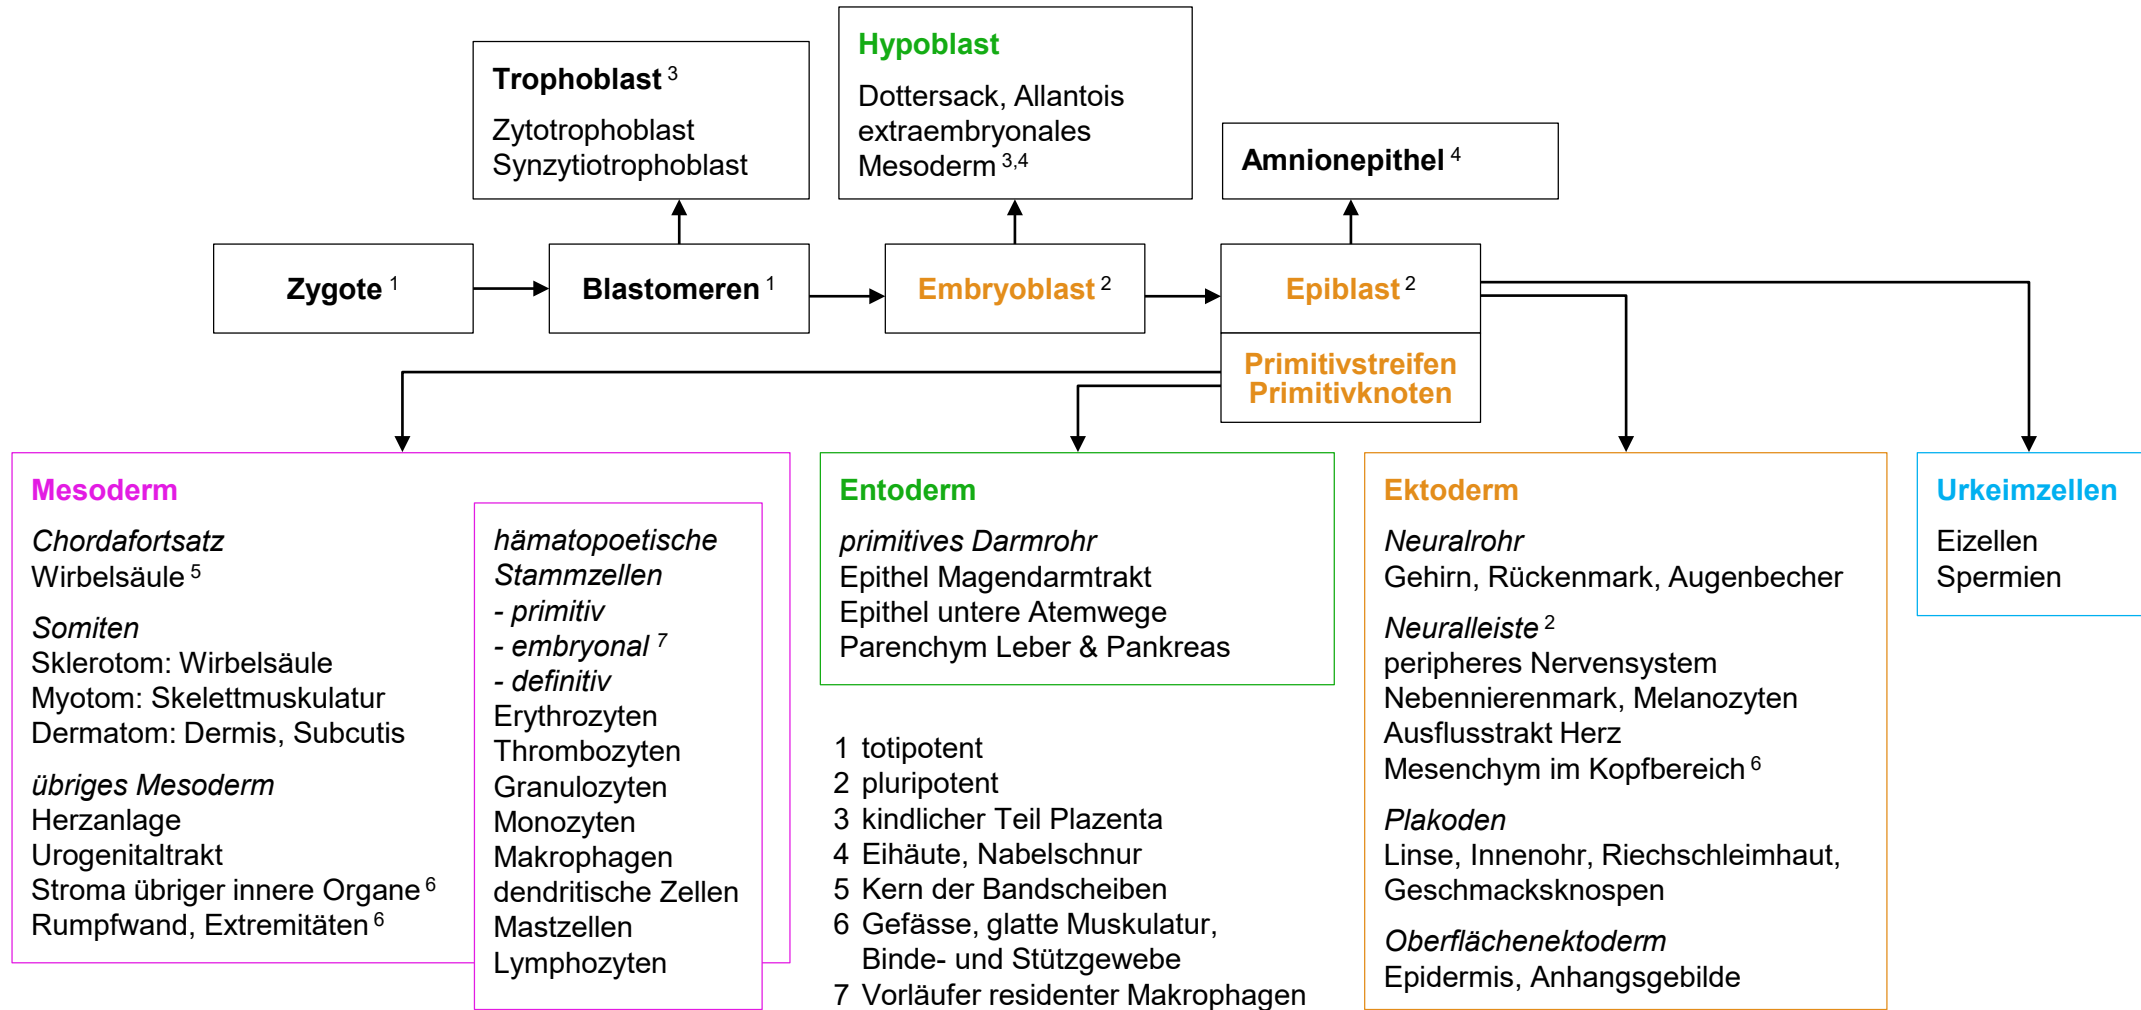 Trophoblast 3
Zytotrophoblast
Synzytiotrophoblast
Hypoblast
Dottersack, Allantois
extraembryonales
Mesoderm 3,4
Amnionepithel 4
Zygote 1
Blastomeren 1
Embryoblast 2
Epiblast 2
Primitivstreifen
Primitivknoten
Mesoderm
Chordafortsatz
Wirbelsäule 5
Somiten
Sklerotom: Wirbelsäule
Myotom: Skelettmuskulatur
Dermatom: Dermis, Subcutis
übriges Mesoderm
Herzanlage
Urogenitaltrakt
Stroma übriger innere Organe 6
Rumpfwand, Extremitäten 6
hämatopoetische
Stammzellen
- primitiv
- embryonal 7
- definitiv
Erythrozyten
Thrombozyten
Granulozyten
Monozyten
Makrophagen
dendritische Zellen
Mastzellen
Lymphozyten
Entoderm
primitives Darmrohr
Epithel Magendarmtrakt
Epithel untere Atemwege
Parenchym Leber & Pankreas
1 totipotent
2 pluripotent
3 kindlicher Teil Plazenta
4 Eihäute, Nabelschnur
5 Kern der Bandscheiben
6 Gefässe, glatte Muskulatur,
Binde- und Stützgewebe
7 Vorläufer residenter Makrophagen
Ektoderm
Neuralrohr
Gehirn, Rückenmark, Augenbecher
Neuralleiste 2
peripheres Nervensystem
Nebennierenmark, Melanozyten
Ausflusstrakt Herz
Mesenchym im Kopfbereich 6
Plakoden
Linse, Innenohr, Riechschleimhaut,
Geschmacksknospen
Oberflächenektoderm
Epidermis, Anhangsgebilde
Urkeimzellen
Eizellen
Spermien